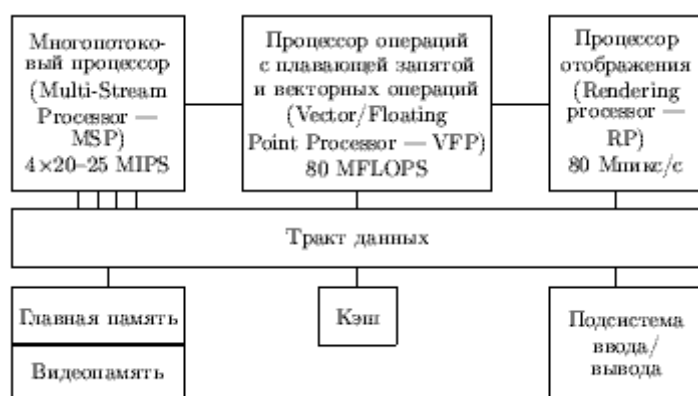 Многопотоко-
вый процессор
(Multi-Stream
Processor —
MSP)
4×20–25 MIPS
Процессор операций
с плавающей запятой
и векторных операций
(Vector/Floating
Point Processor — VFP)
80 MFLOPS
Процессор
отображения
(Rendering
processor —
RP)
80 Мпикс/с
Тракт данных
Главная память
Видеопамять
Кэш
Подсистема
ввода/
вывода